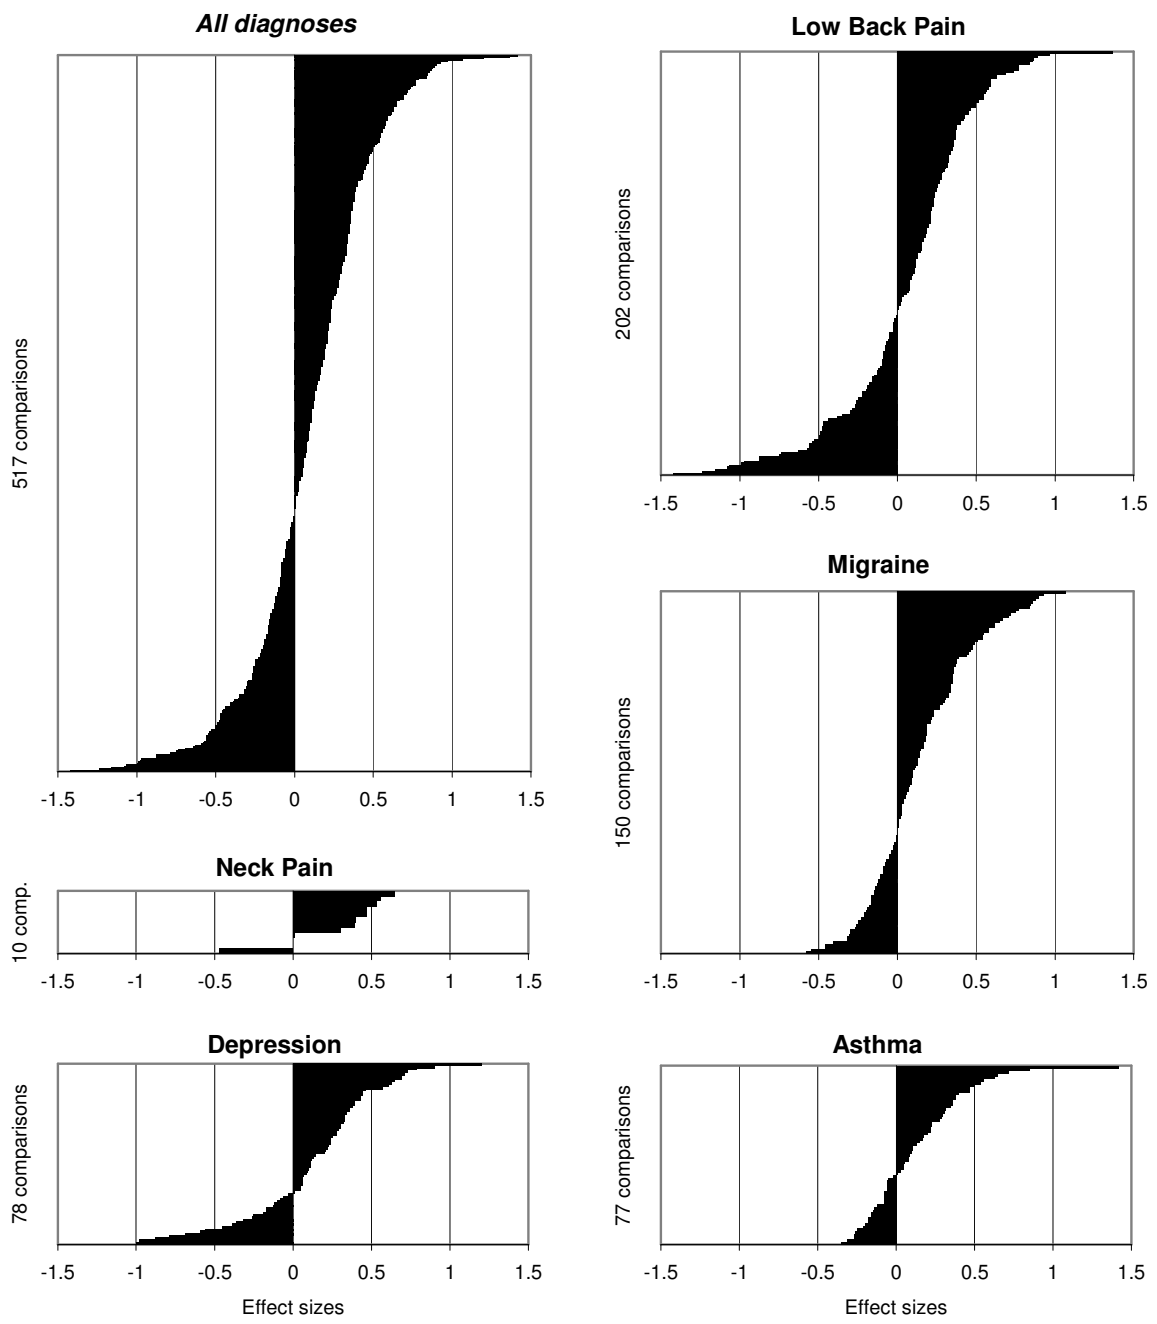 All diagnoses
517 comparisons
-1.5 -1 -0.5 0 0.5 1 1.5
Neck Pain
10 comp.
-1.5 -1 -0.5 0 0.5 1 1.5
Depression
78 comparisons
-1.5 -1 -0.5 0 0.5 1 1.5
Effect sizes
Low Back Pain
202 comparisons
-1.5 -1 -0.5 0 0.5 1 1.5
Migraine
150 comparisons
-1.5 -1 -0.5 0 0.5 1 1.5
Asthma
77 comparisons
-1.5 -1 -0.5 0 0.5 1 1.5
Effect sizes